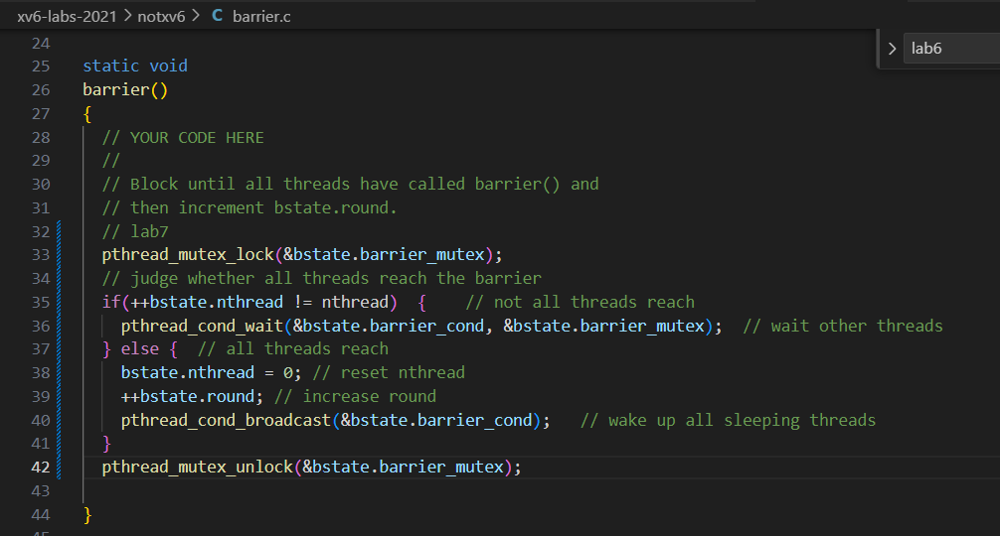 xv6-labs-2021 > notxv6 > C barrier.c
lab6
24
25 static void
26 barrier()
27 {
28 // YOUR CODE HERE
29 //
30 // Block until all threads have called barrier() and
31 // then increment bstate.round.
32 // lab7
33 pthread_mutex_lock(&bstate.barrier_mutex);
34 // judge whether all threads reach the barrier
35 if(++bstate.nthread != nthread)  {    // not all threads reach
36 pthread_cond_wait(&bstate.barrier_cond, &bstate.barrier_mutex);  // wait other threads
37 } else {  // all threads reach
38 bstate.nthread = 0; // reset nthread
39 ++bstate.round; // increase round
40 pthread_cond_broadcast(&bstate.barrier_cond);   // wake up all sleeping threads
41 }
42 pthread_mutex_unlock(&bstate.barrier_mutex);
43
44 }